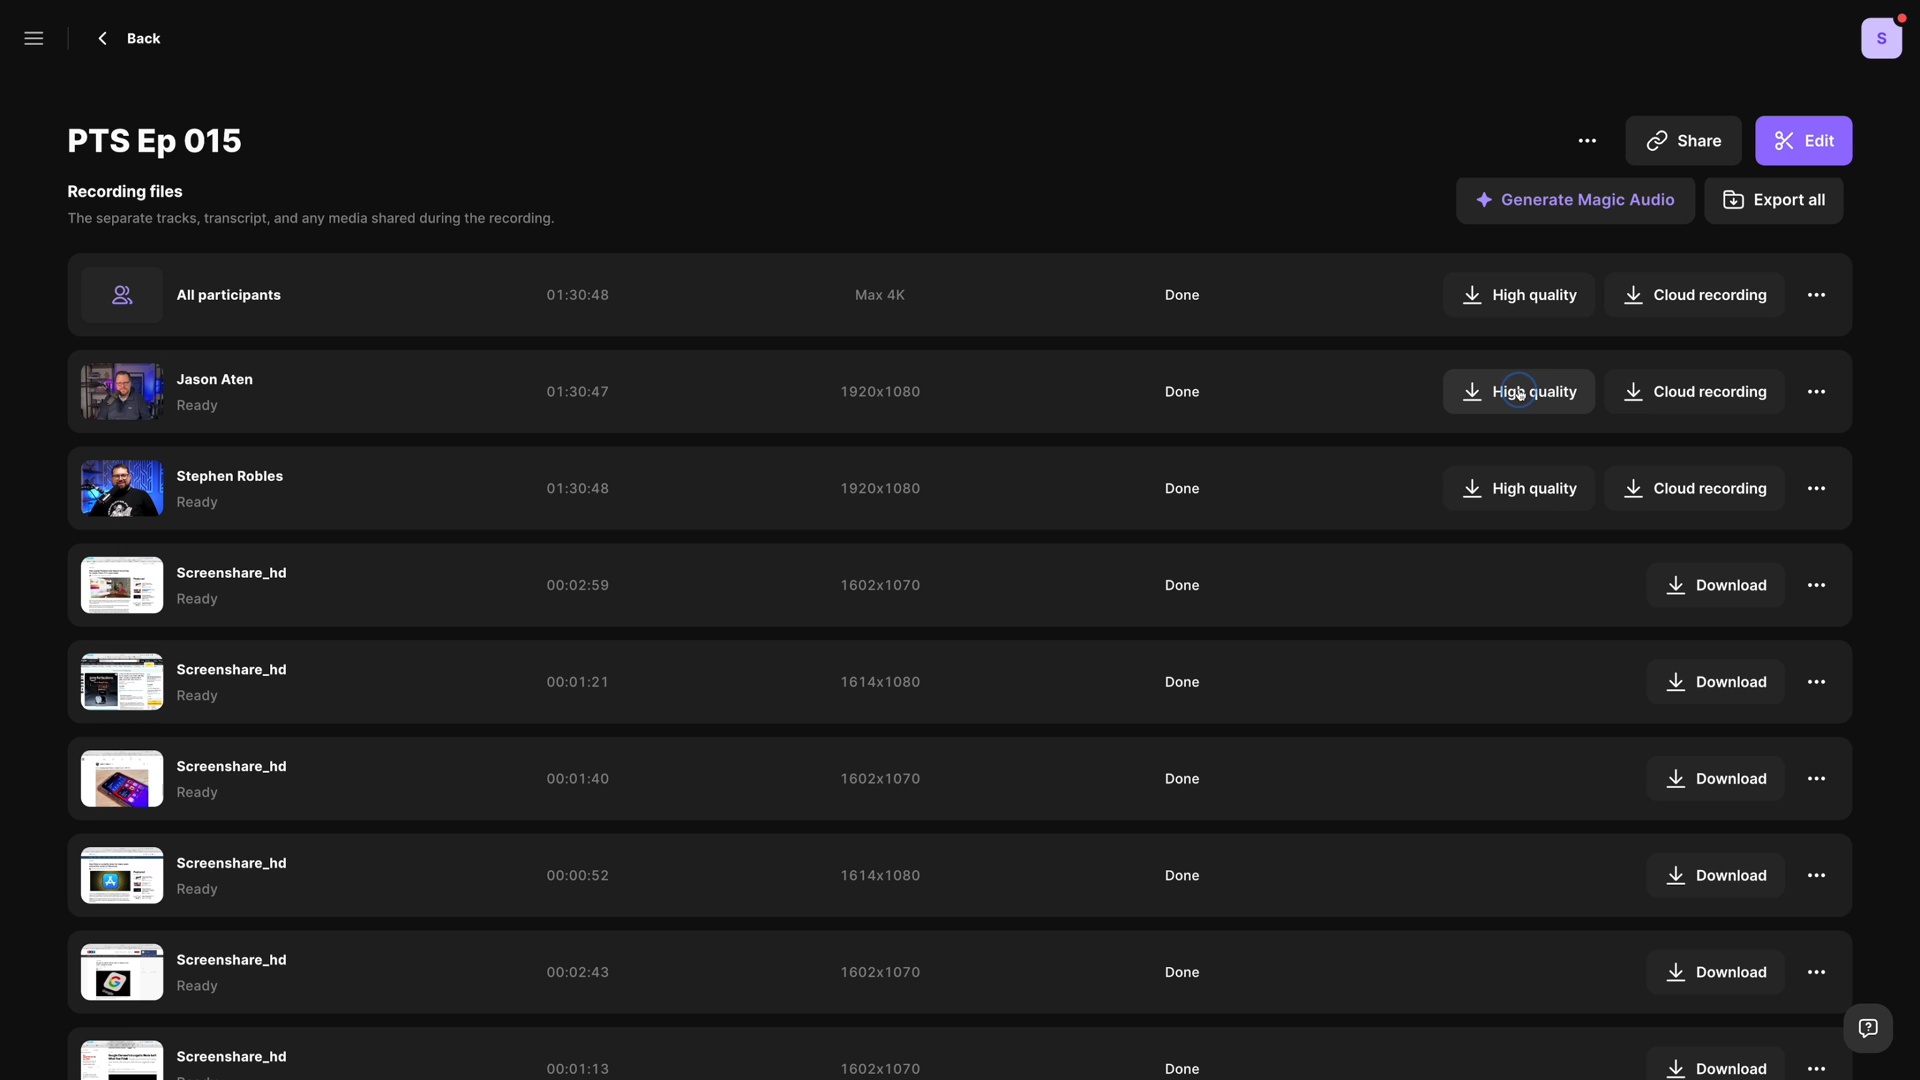 Back
S
PTS Ep 015
Share
Edit
Recording files
The separate tracks, transcript, and any media shared during the recording.
Generate Magic Audio
Export all
All participants
01:30:48
Max 4K
Done
High quality
Cloud recording
Jason Aten
Ready
01:30:47
1920x1080
Done
High quality
Cloud recording
Stephen Robles
Ready
01:30:48
1920x1080
Done
High quality
Cloud recording
Screenshare_hd
Ready
00:02:59
1602x1070
Done
Download
Screenshare_hd
Ready
00:01:21
1614x1080
Done
Download
Screenshare_hd
Ready
00:01:40
1602x1070
Done
Download
Screenshare_hd
Ready
00:00:52
1614x1080
Done
Download
Screenshare_hd
Ready
00:02:43
1602x1070
Done
Download
Screenshare_hd
00:01:13
1602x1070
Done
Download